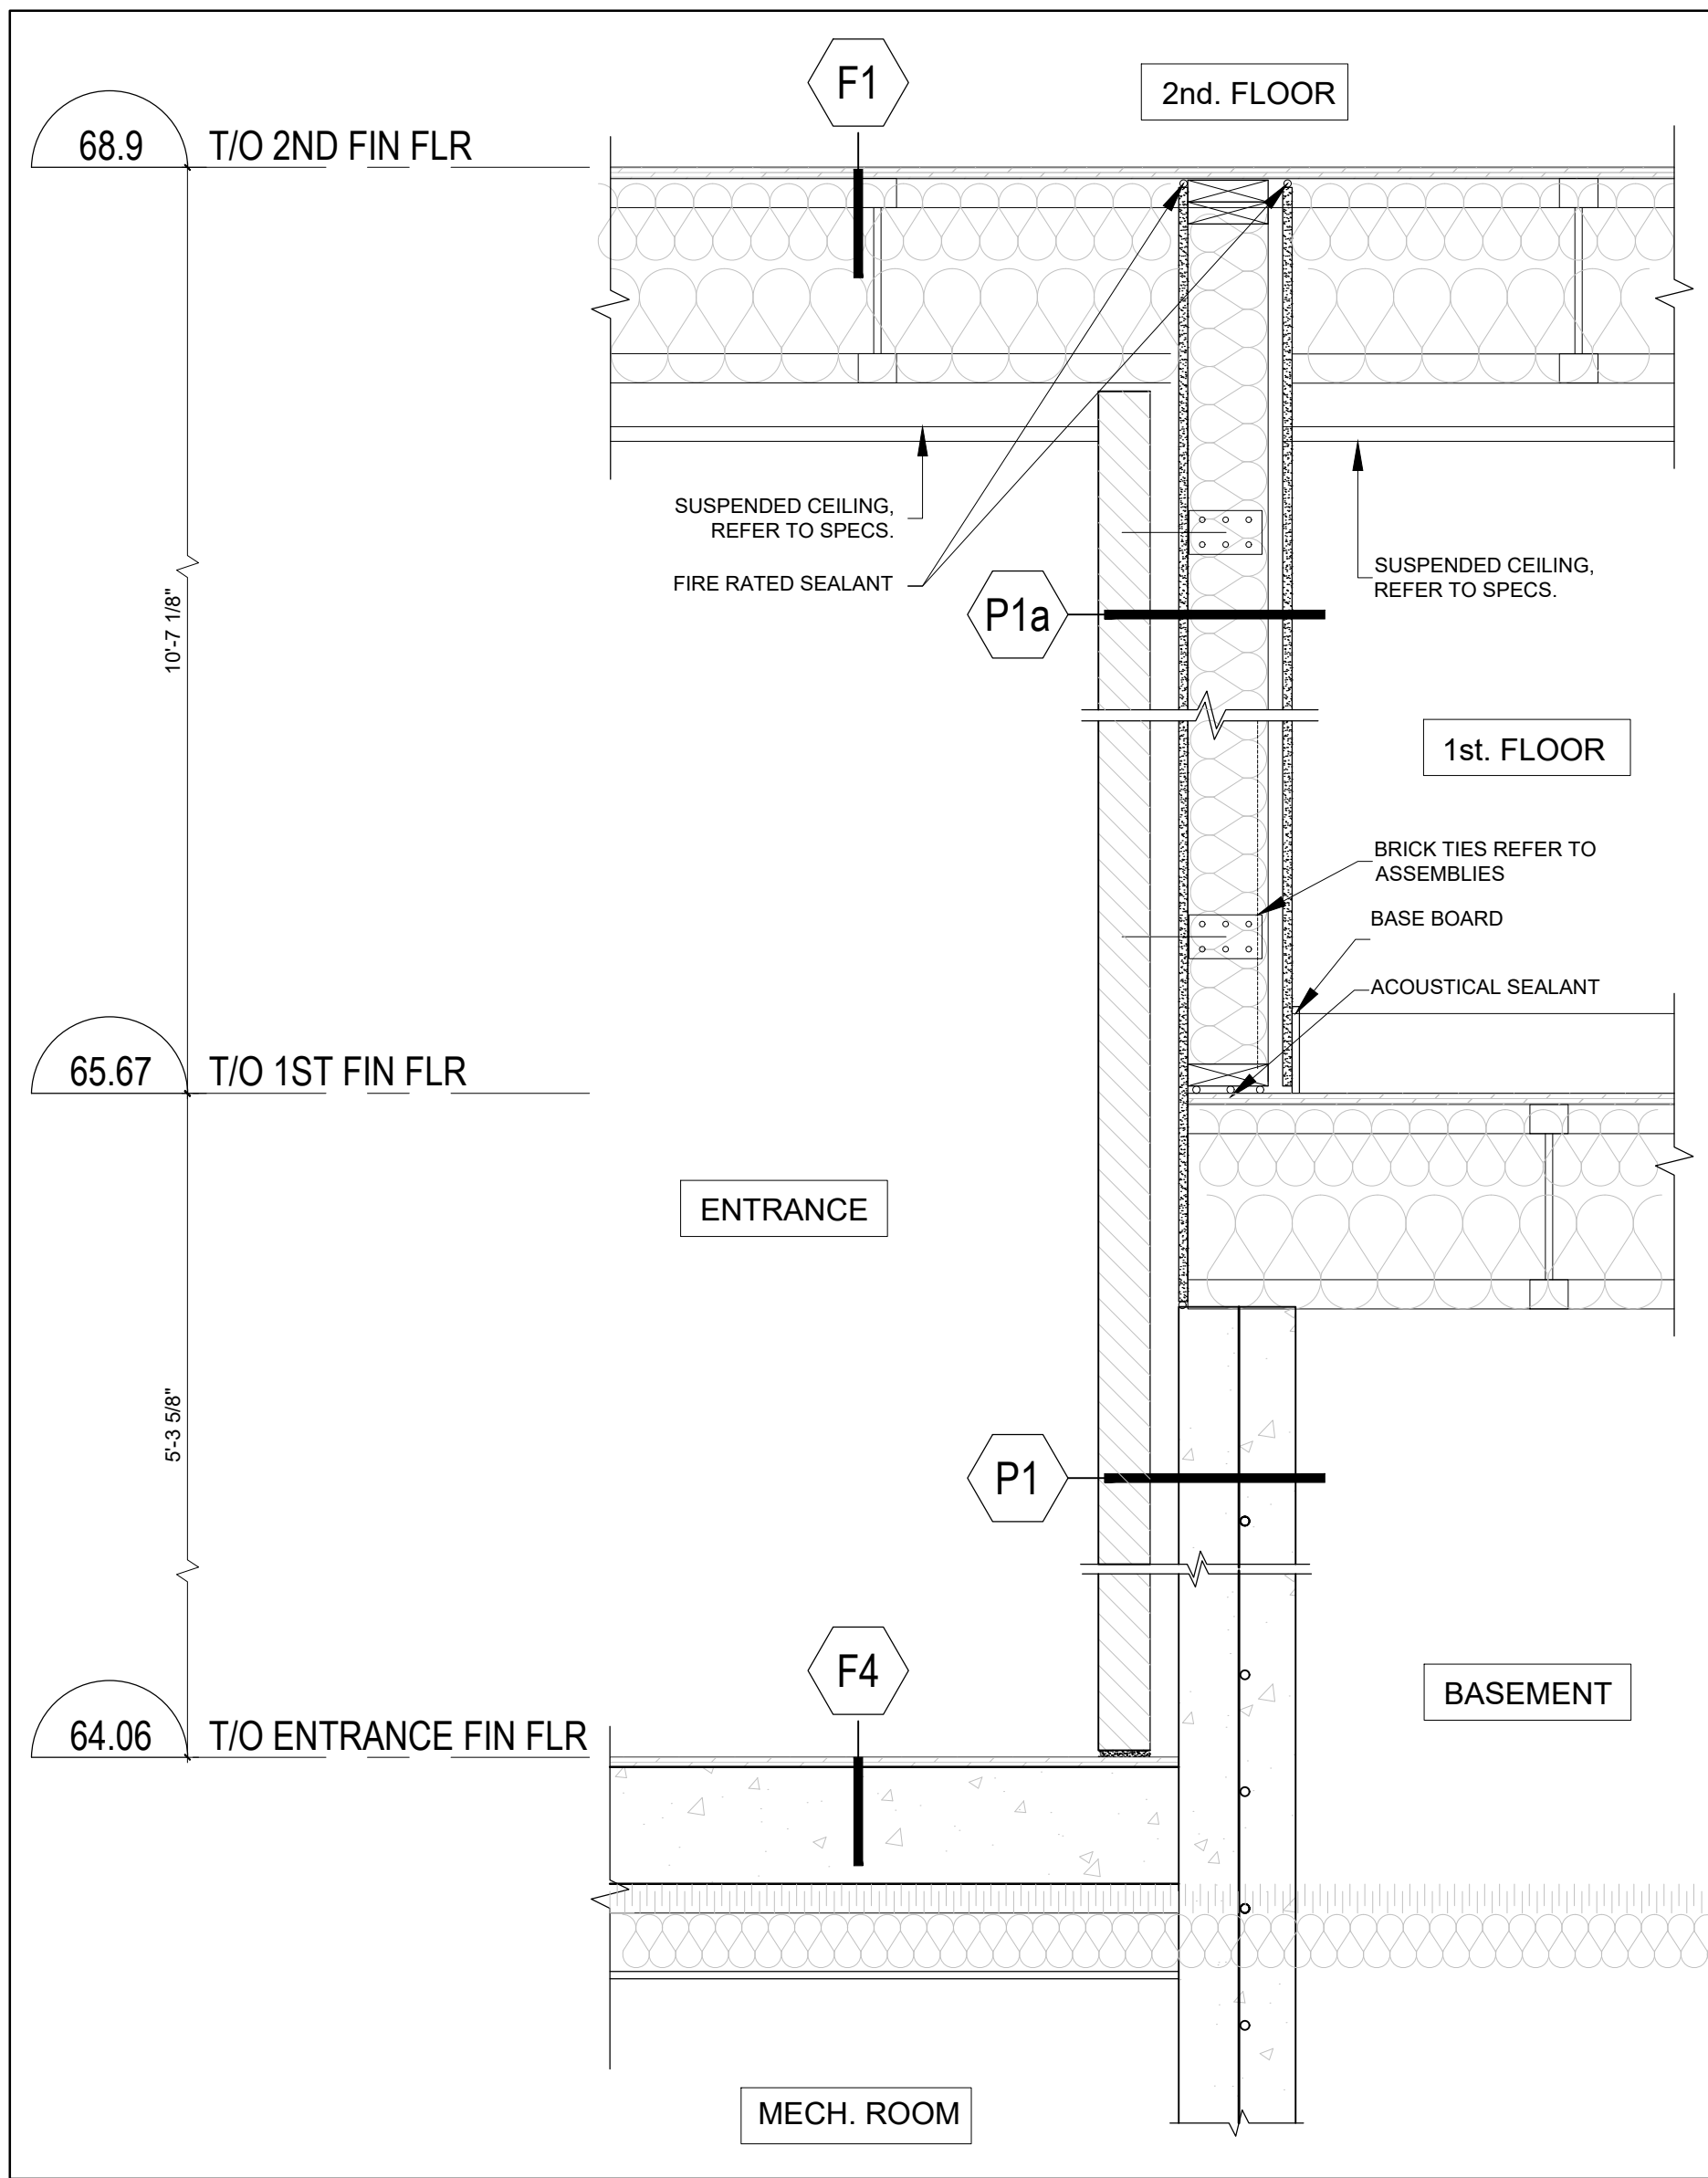 F1
2nd. FLOOR
68.9
T/O 2ND FIN FLR
SUSPENDED CEILING,
REFER TO SPECS.
FIRE RATED SEALANT
SUSPENDED CEILING,
REFER TO SPECS.
P1a
10'-7 1/8"
1st. FLOOR
BRICK TIES REFER TO
ASSEMBLIES
BASE BOARD
ACOUSTICAL SEALANT
65.67
T/O 1ST FIN FLR
ENTRANCE
5'-3 5/8"
P1
F4
BASEMENT
64.06
T/O ENTRANCE FIN FLR
MECH. ROOM